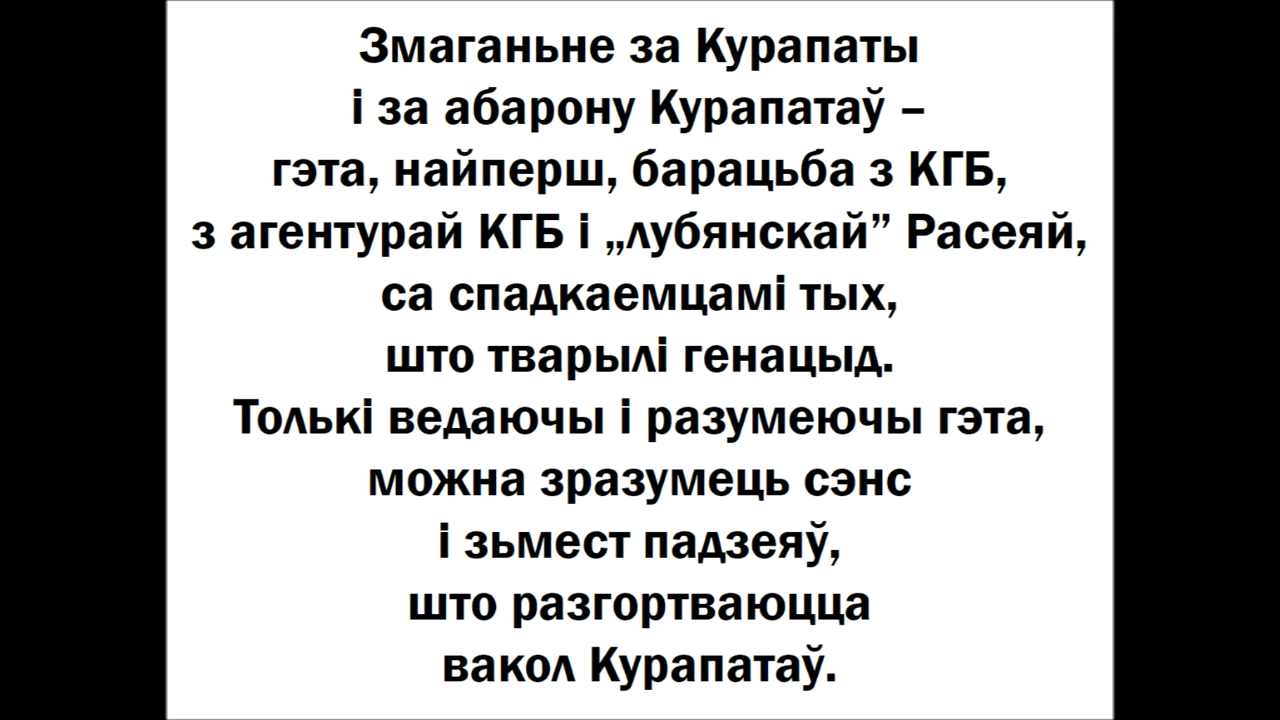 Змаганьне за Курапаты
і за абарону Курапатаў –
гэта, найперш, барацьба з КГБ,
з агентурай КГБ і „лубянскай” Расеяй,
са спадкаемцамі тых,
што тварылі генацыд.
Толькі ведаючы і разумеючы гэта,
можна зразумець сэнс
і зьмест падзеяў,
што разгортваюцца
вакол Курапатаў.